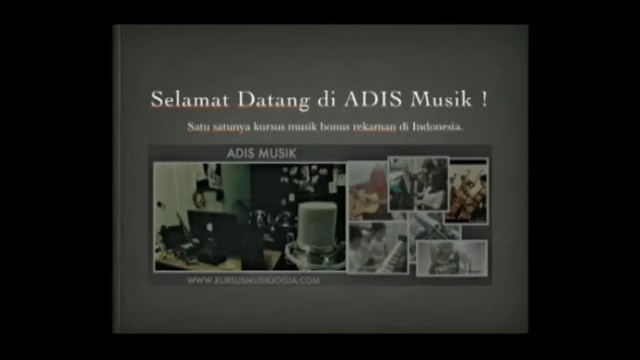 Selamat Datang di ADIS Musik !
Satu satunya kursus musik bonus rekaman di Indonesia.
ADIS MUSIK
WWW.KURSUSMUSIKJOGJA.COM